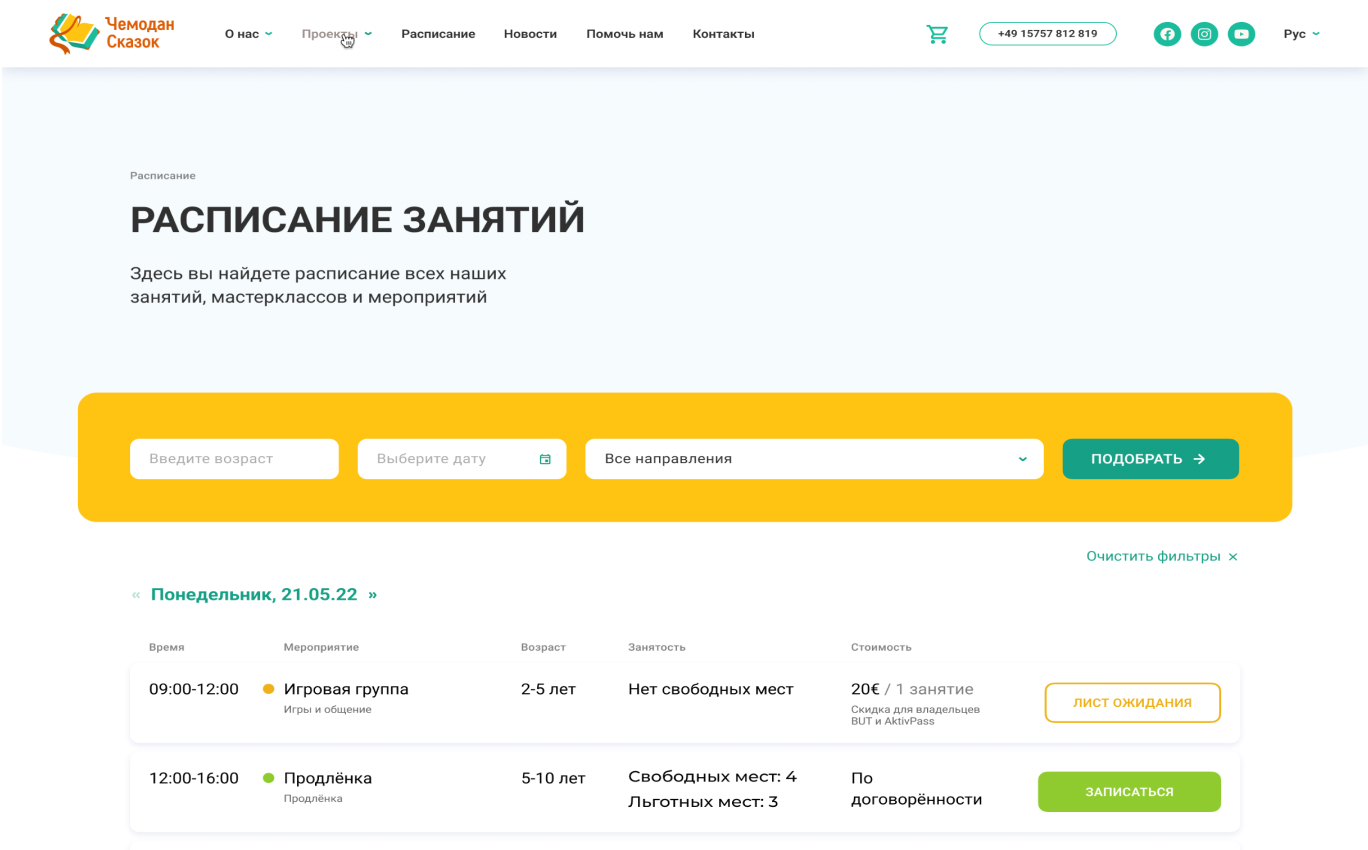 Чемодан
Сказок
О нас
Проекты
Расписание
Новости
Помочь нам
Контакты
+49 15757 812 819
Рус
Расписание
РАСПИСАНИЕ ЗАНЯТИЙ
Здесь вы найдете расписание всех наших
занятий, мастерклассов и мероприятий
Введите возраст
Выберите дату
Все направления
ПОДОБРАТЬ →
Очистить фильтры ×
« Понедельник, 21.05.22 »
Время Мероприятие Возраст Занятость Стоимость
09:00-12:00 Игровая группа 2-5 лет Нет свободных мест 20€ / 1 занятие
Игры и общение
Скидка для владельцев
BUT и AktivPass
ЛИСТ ОЖИДАНИЯ
12:00-16:00 Продлёнка 5-10 лет Свободных мест: 4 По
Продлёнка Льготных мест: 3 договорённости
ЗАПИСАТЬСЯ